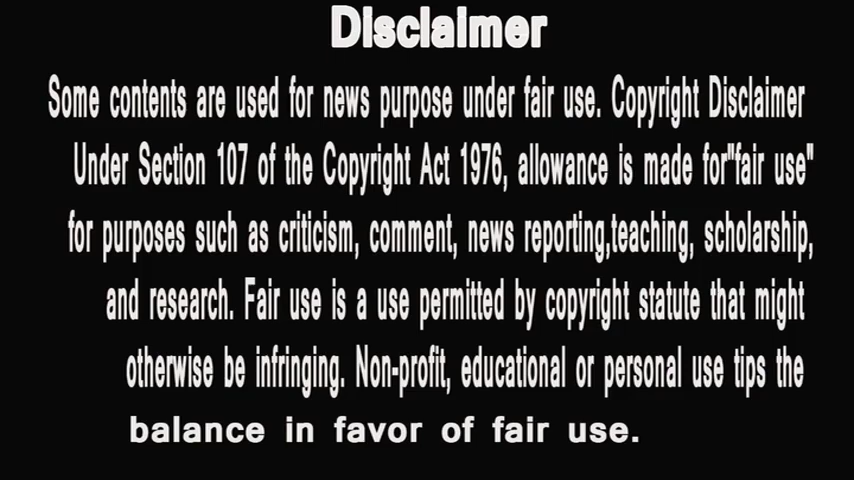 Disclaimer
Some contents are used for news purpose under fair use. Copyright Disclaimer
Under Section 107 of the Copyright Act 1976, allowance is made for"fair use"
for purposes such as criticism, comment, news reporting,teaching, scholarship,
and research. Fair use is a use permitted by copyright statute that might
otherwise be infringing. Non-profit, educational or personal use tips the
balance in favor of fair use.